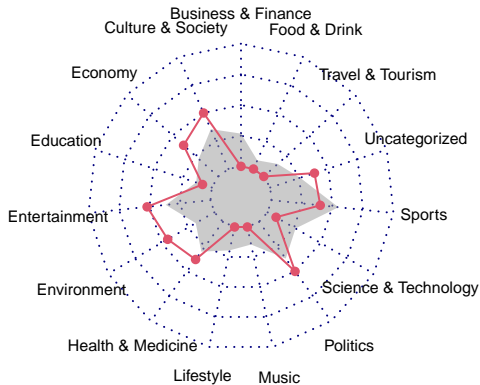 Business & Finance
Culture & Society
Food & Drink
Economy
Travel & Tourism
Education
Uncategorized
Entertainment
Sports
Environment
Science & Technology
Health & Medicine
Politics
Lifestyle
Music